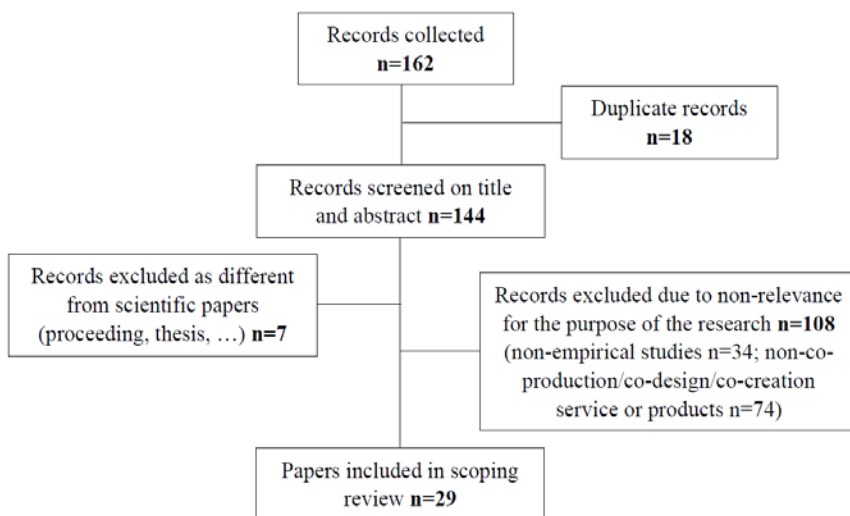 Records collected
n=162
Duplicate records
n=18
Records screened on title
and abstract n=144
Records excluded as different
from scientific papers
(proceeding, thesis, …) n=7
Records excluded due to non-relevance
for the purpose of the research n=108
(non-empirical studies n=34; non-co-
production/co-design/co-creation
service or products n=74)
Papers included in scoping
review n=29